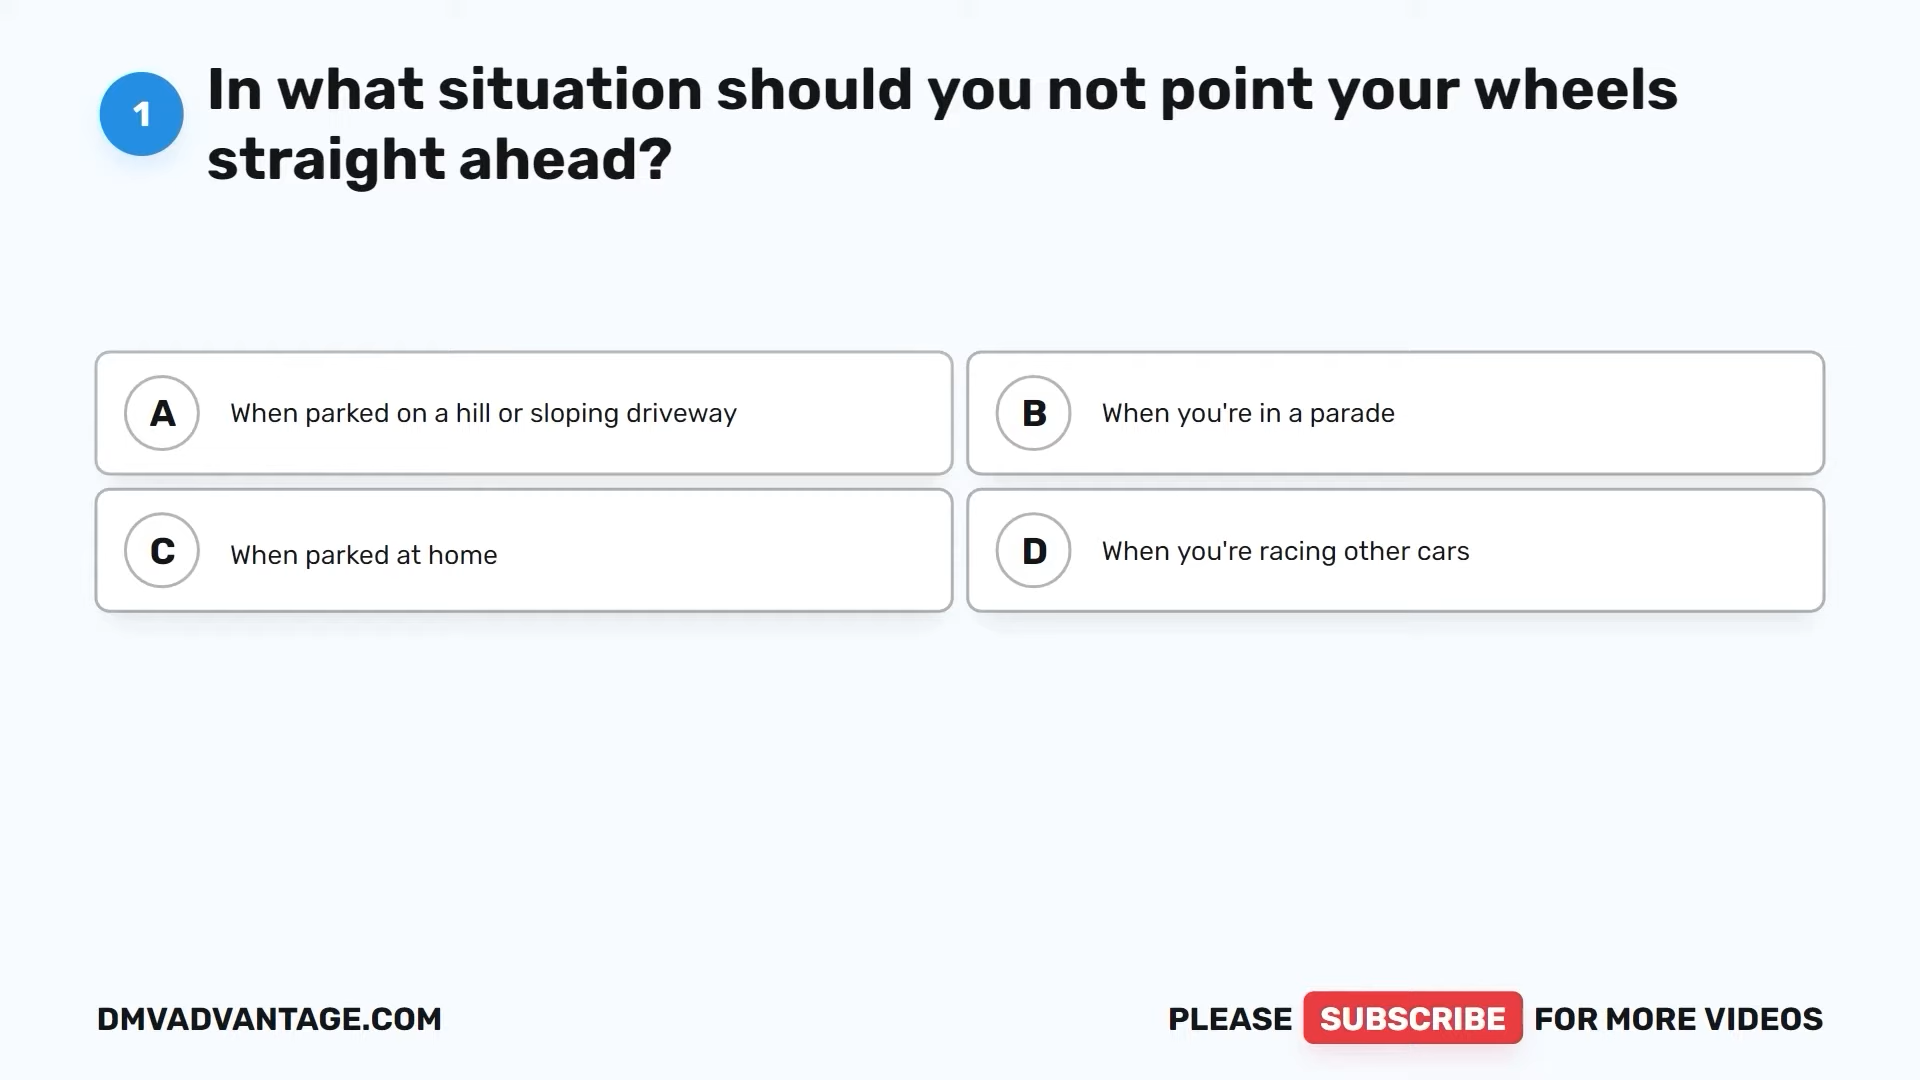 1
In what situation should you not point your wheels
straight ahead?
A
When parked on a hill or sloping driveway
B
When you're in a parade
C
When parked at home
D
When you're racing other cars
DMVADVANTAGE.COM
PLEASE SUBSCRIBE FOR MORE VIDEOS